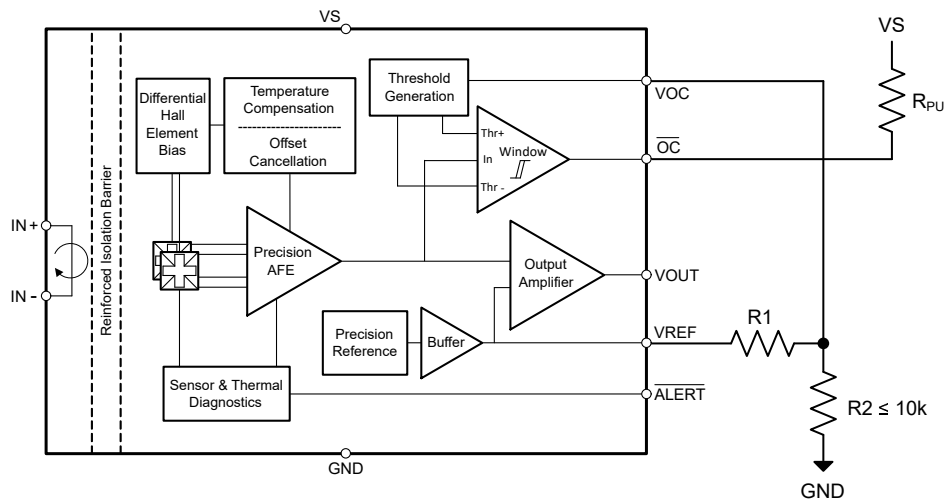 VS
VS
Differential
Hall
Element
Bias
Temperature
Compensation
Offset
Cancellation
Threshold
Generation
VOC
RPU
Thr+
In
Window
Thr -
OC
Reinforced Isolation Barrier
IN+
IN-
Precision
AFE
Output
Amplifier
VOUT
Precision
Reference
Buffer
VREF
R1
Sensor & Thermal
Diagnostics
ALERT
R2 ≤ 10k
GND
GND